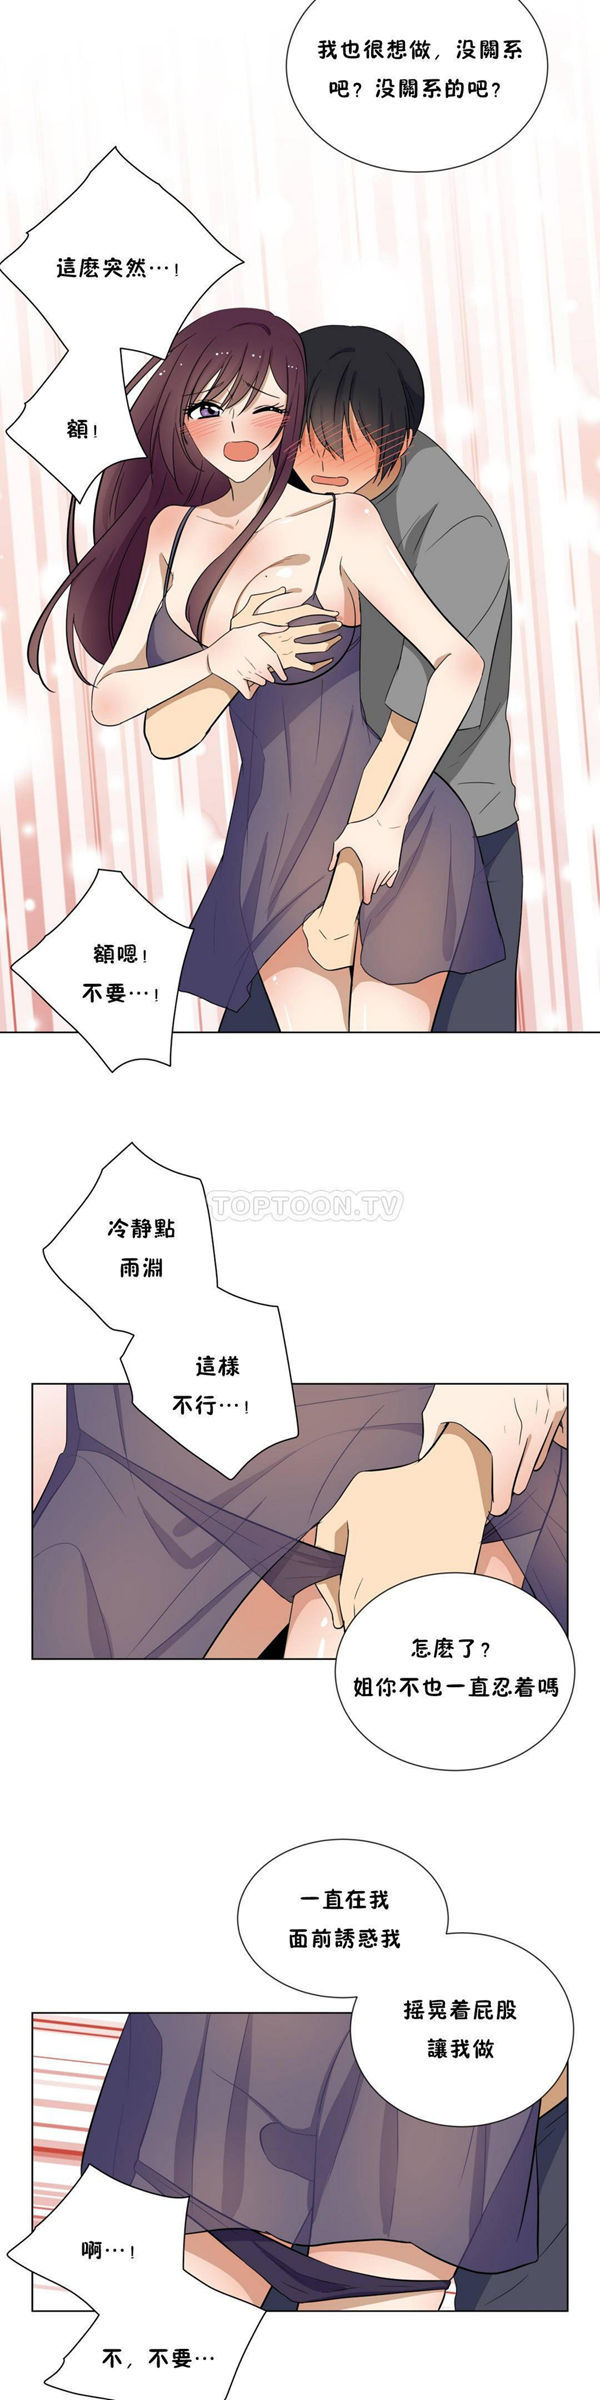 我也很想做，没關系
吧？没關系的吧？
這麽突然⋯！
額！
額嗯！
不要⋯！
TOPTOON.TV
冷静點
雨淵
這樣
不行⋯！
怎麽了？
姐你不也一直忍着嗎
一直在我
面前誘惑我
摇晃着屁股
讓我做
啊⋯！
不，不要⋯